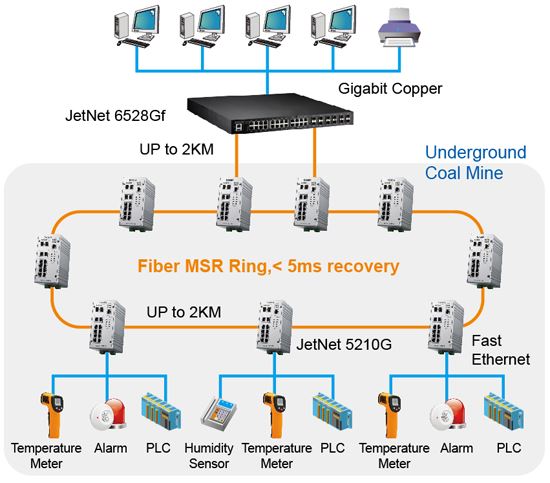 Gigabit Copper
JetNet 6528Gf
UP to 2KM
Underground
Coal Mine
Fiber MSR Ring,< 5ms recovery
UP to 2KM
JetNet 5210G
Fast
Ethernet
Temperature
Meter
Alarm
PLC
Humidity
Sensor
Temperature
Meter
PLC
Temperature
Meter
Alarm
PLC